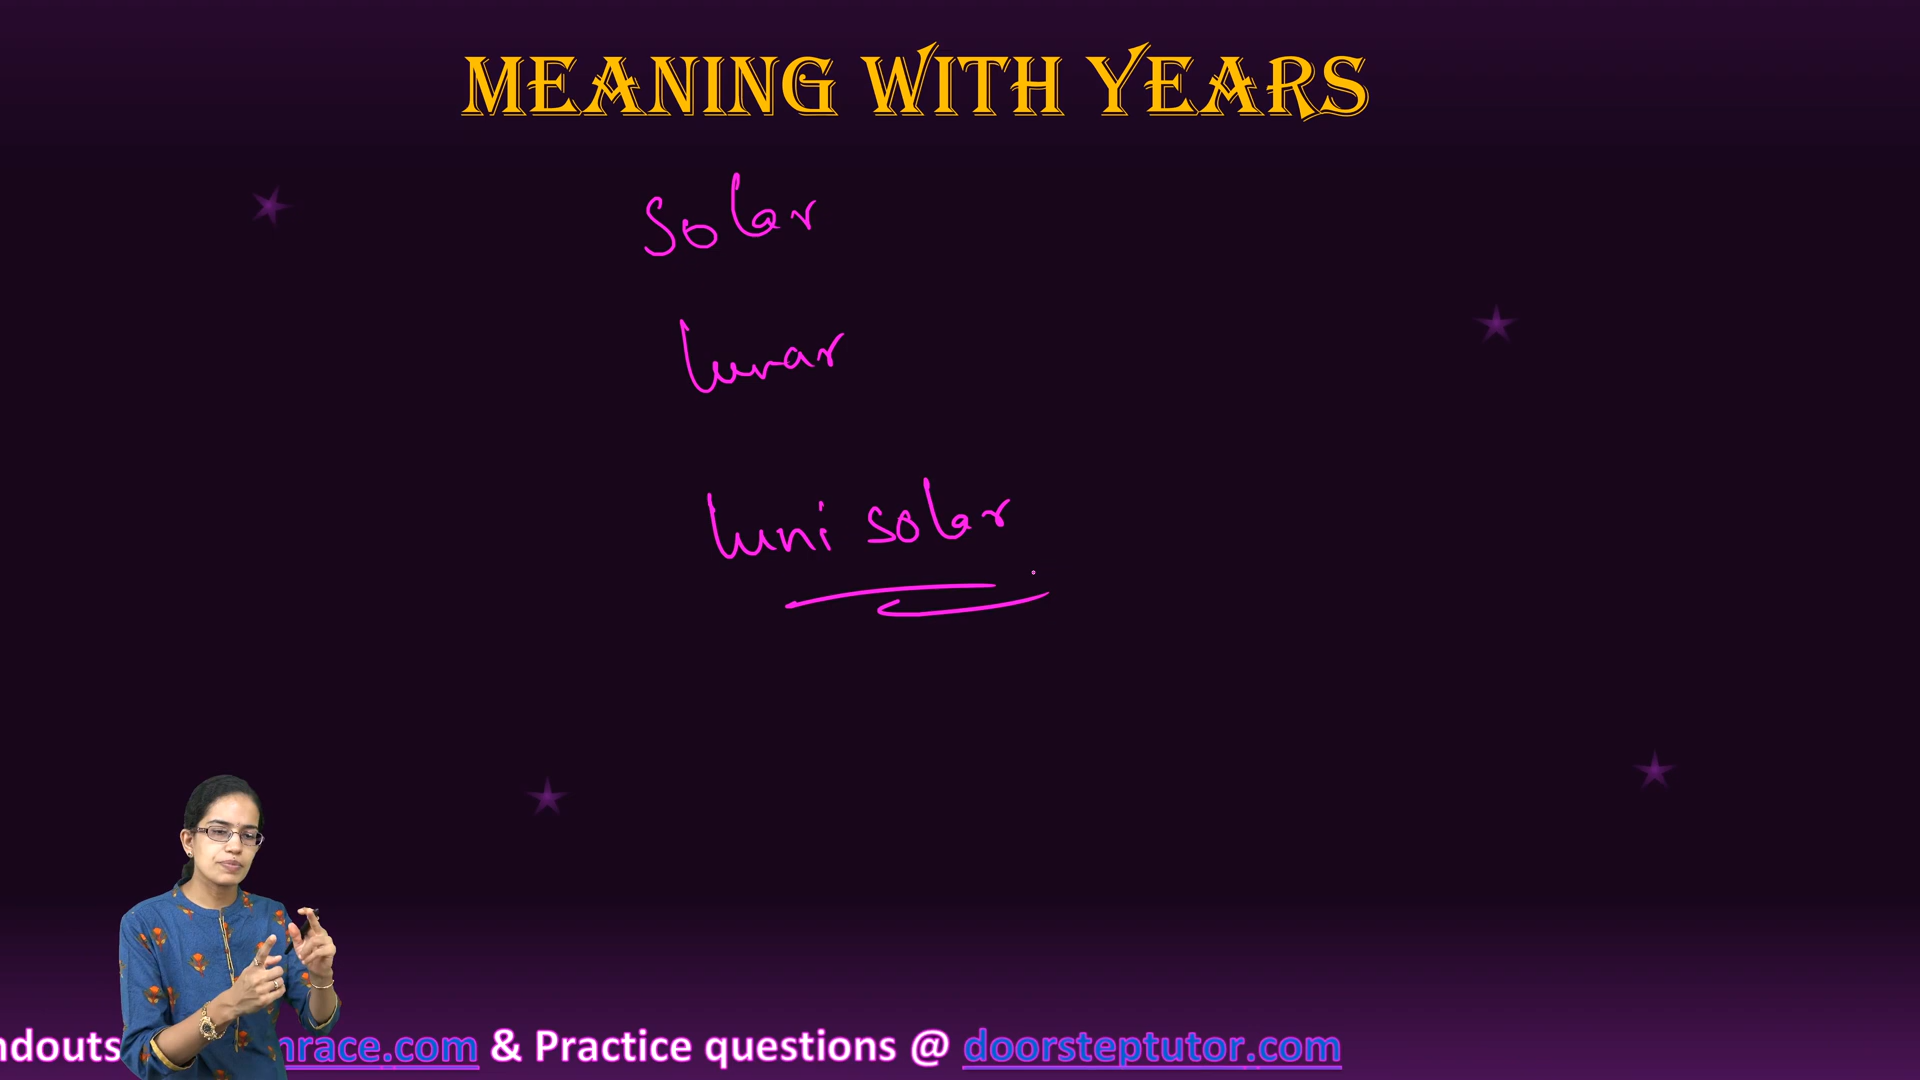 MEANING WITH YEARS
Solar
lunar
luni solar
ndouts nrace.com & Practice questions @ doorsteptutor.com